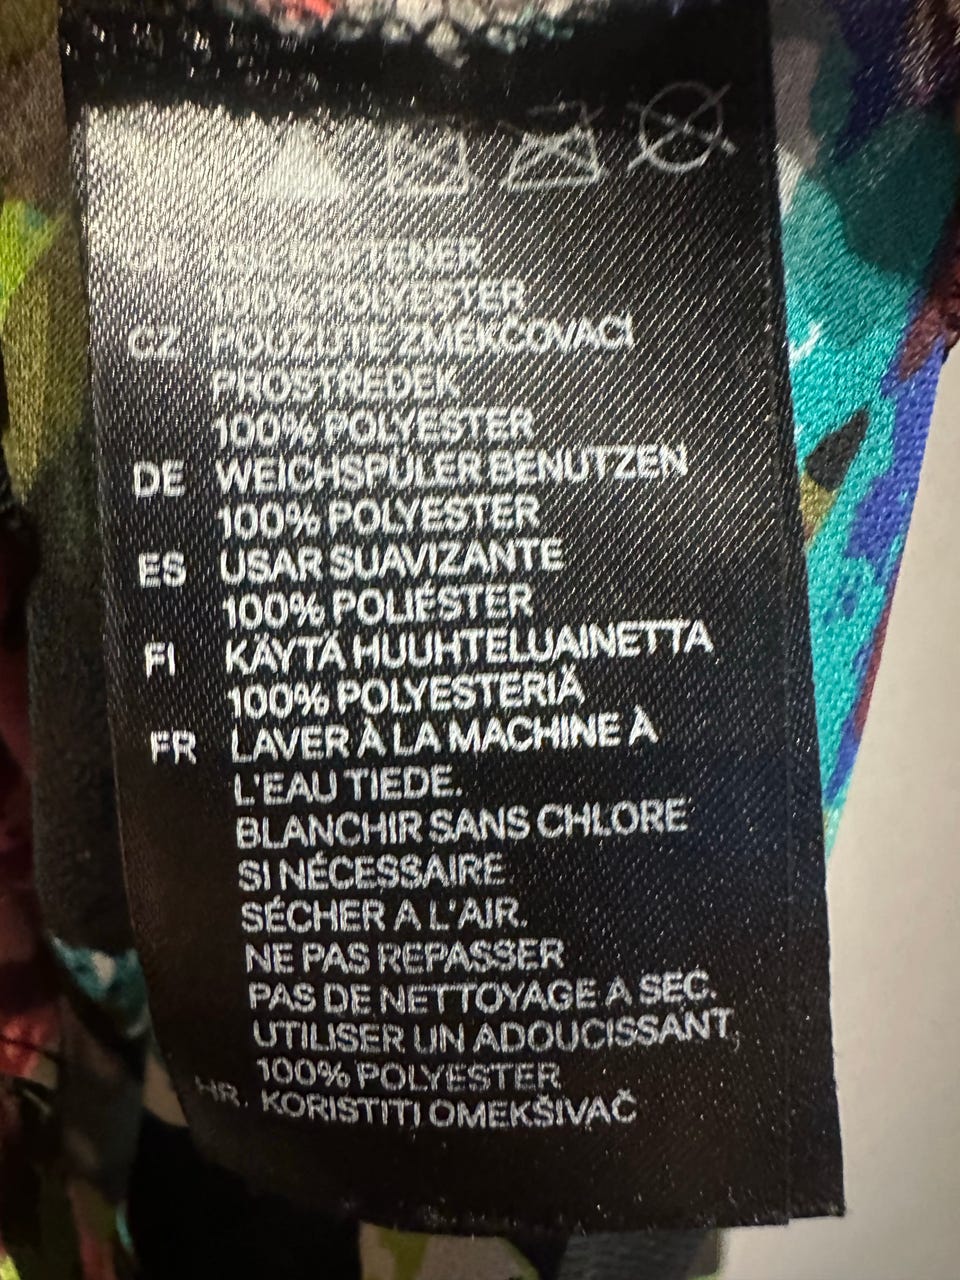 USE SOFTENER
100% POLYESTER
CZ POUŽIJTE ZMĚKČOVACÍ
PROSTŘEDEK
100% POLYESTER
DE WEICHSPÜLER BENUTZEN
100% POLYESTER
ES USAR SUAVIZANTE
100% POLIÉSTER
FI KÄYTÄ HUUHTELUAINETTA
100% POLYESTERIÄ
FR LAVER À LA MACHINE À
L'EAU TIEDE.
BLANCHIR SANS CHLORE
SI NÉCESSAIRE
SÉCHER A L'AIR.
NE PAS REPASSER
PAS DE NETTOYAGE A SEC.
UTILISER UN ADOUCISSANT,
100% POLYESTER
HR. KORISTITI OMEKŠIVAČ